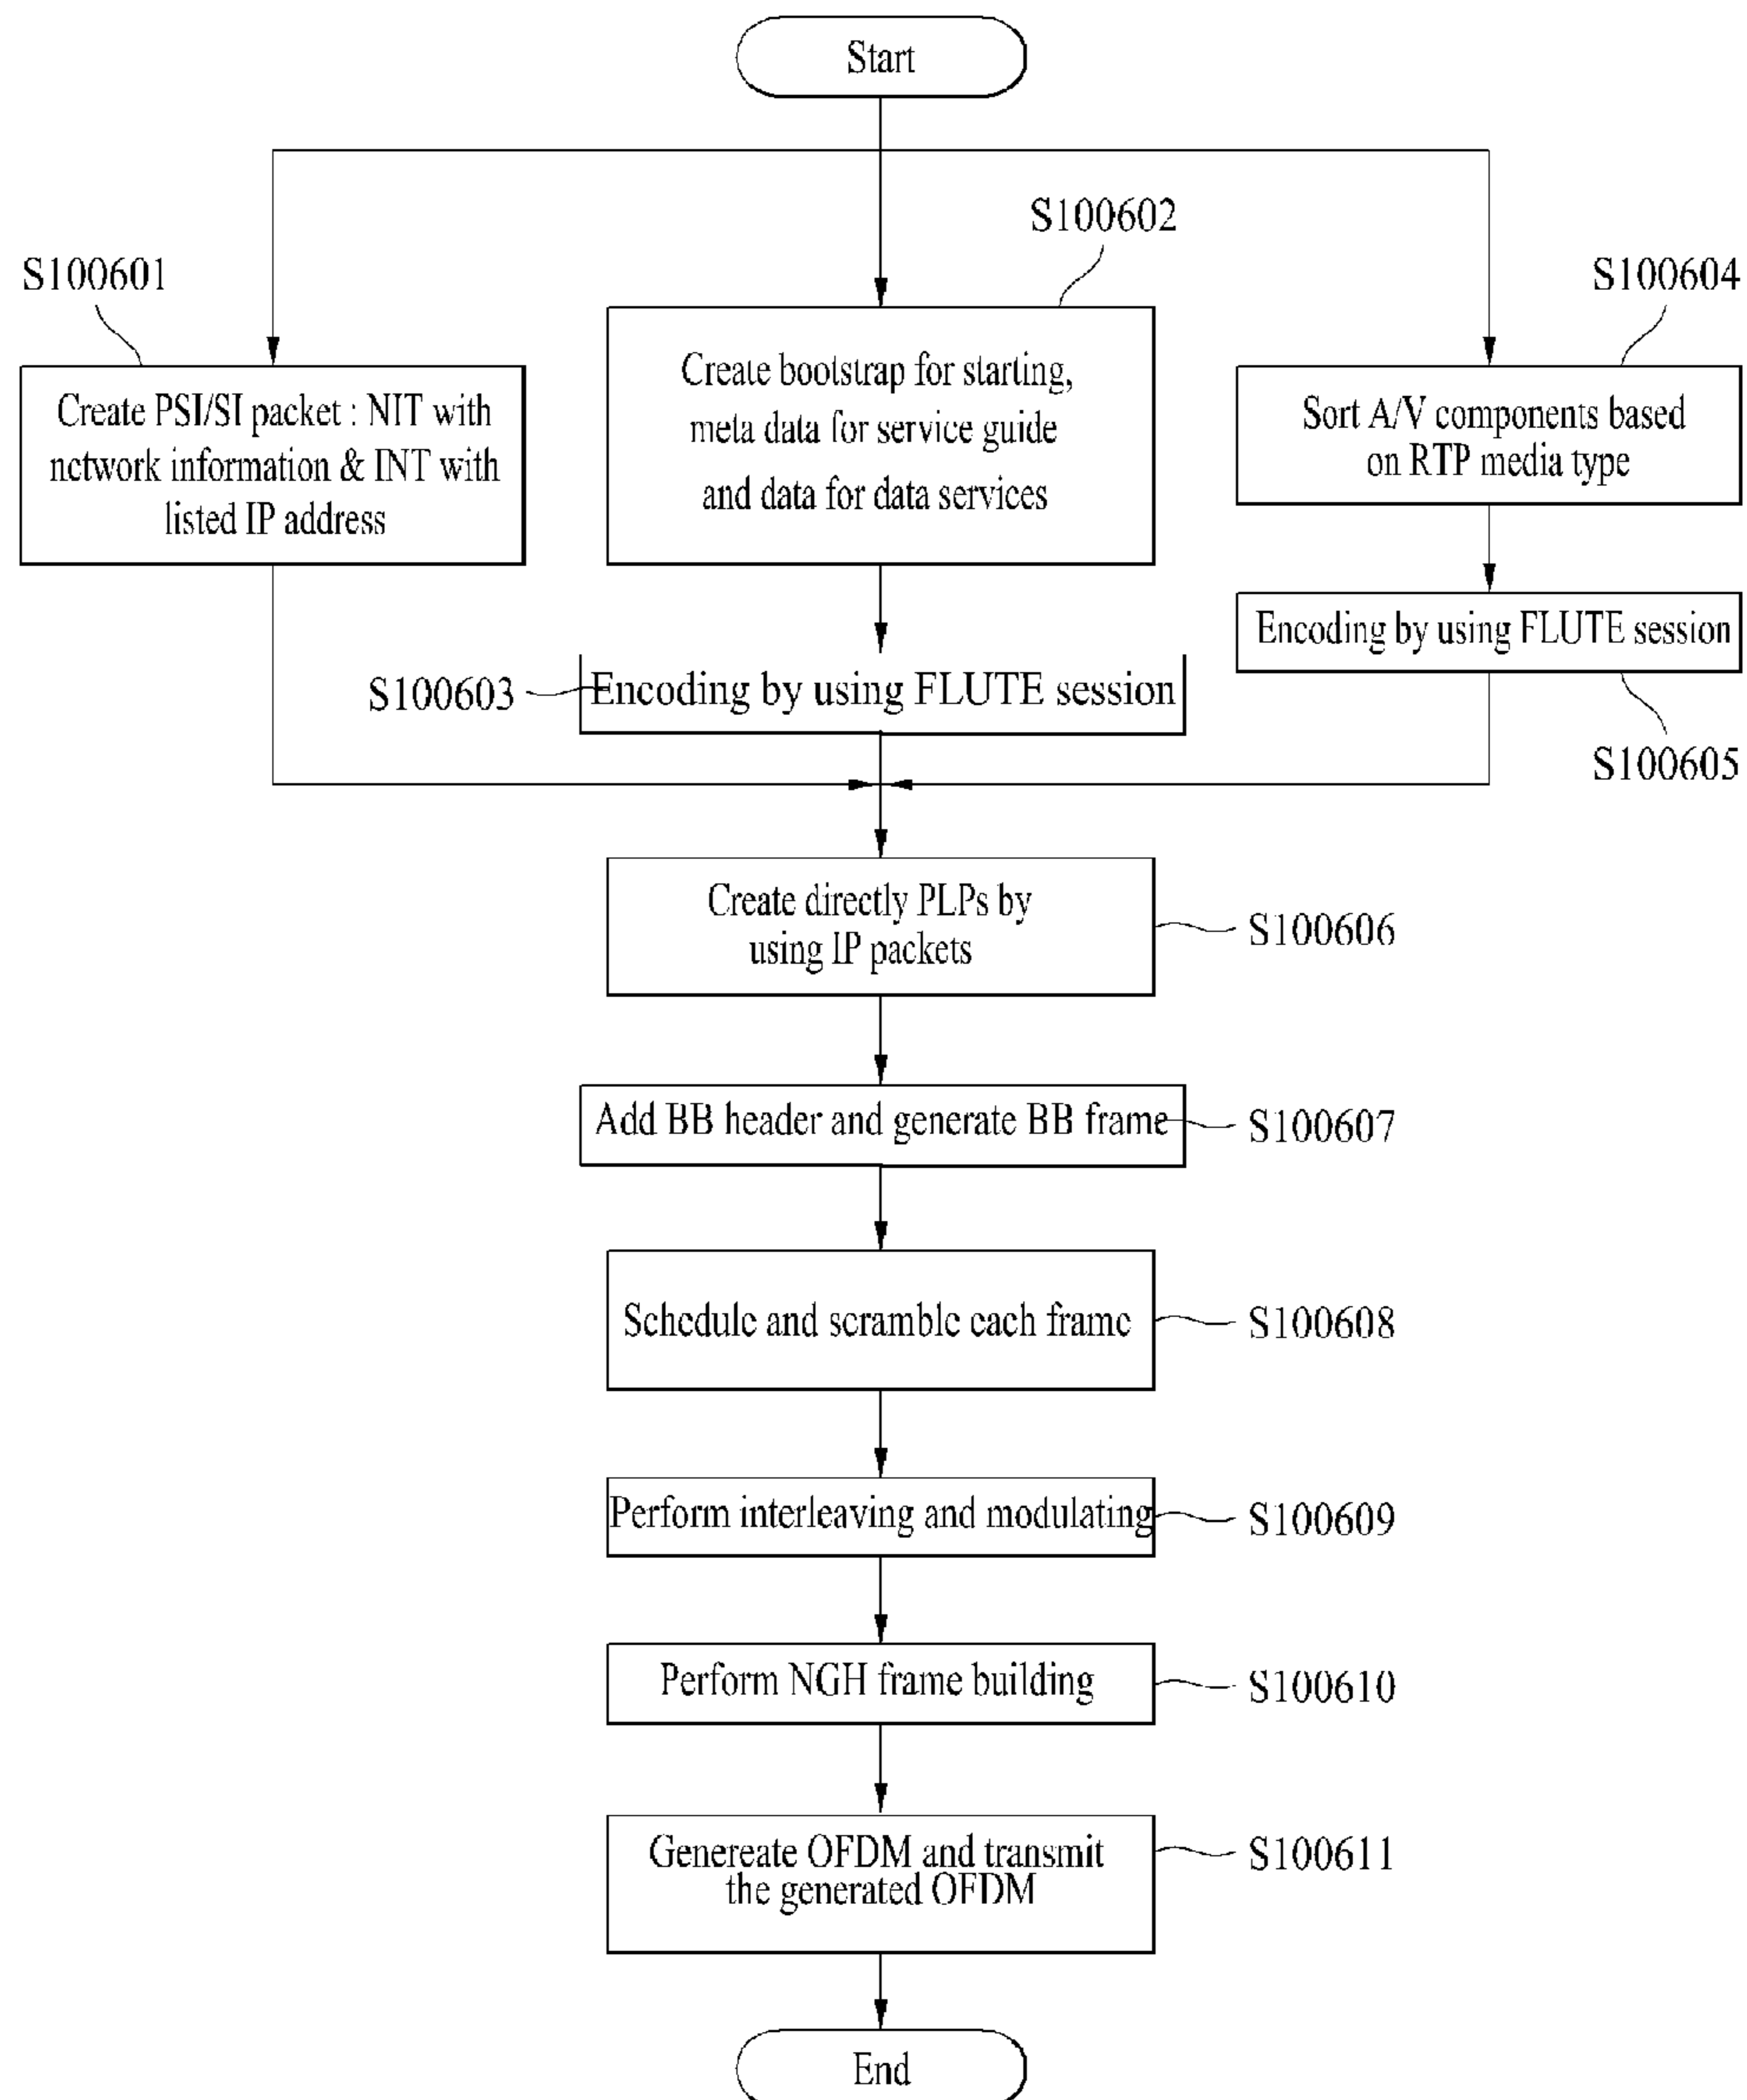 Start
S100602
S100601
S100604
Create PSI/SI packet : NIT with
network information & INT with
listed IP address
Create bootstrap for starting,
meta data for service guide
and data for data services
Sort A/V components based
on RTP media type
Encoding by using FLUTE session
S100603
Encoding by using FLUTE session
S100605
Create directly PLPs by
using IP packets
S100606
Add BB header and generate BB frame
S100607
Schedule and scramble each frame
S100608
Perform interleaving and modulating
S100609
Perform NGH frame building
S100610
Genereate OFDM and transmit
the generated OFDM
S100611
End